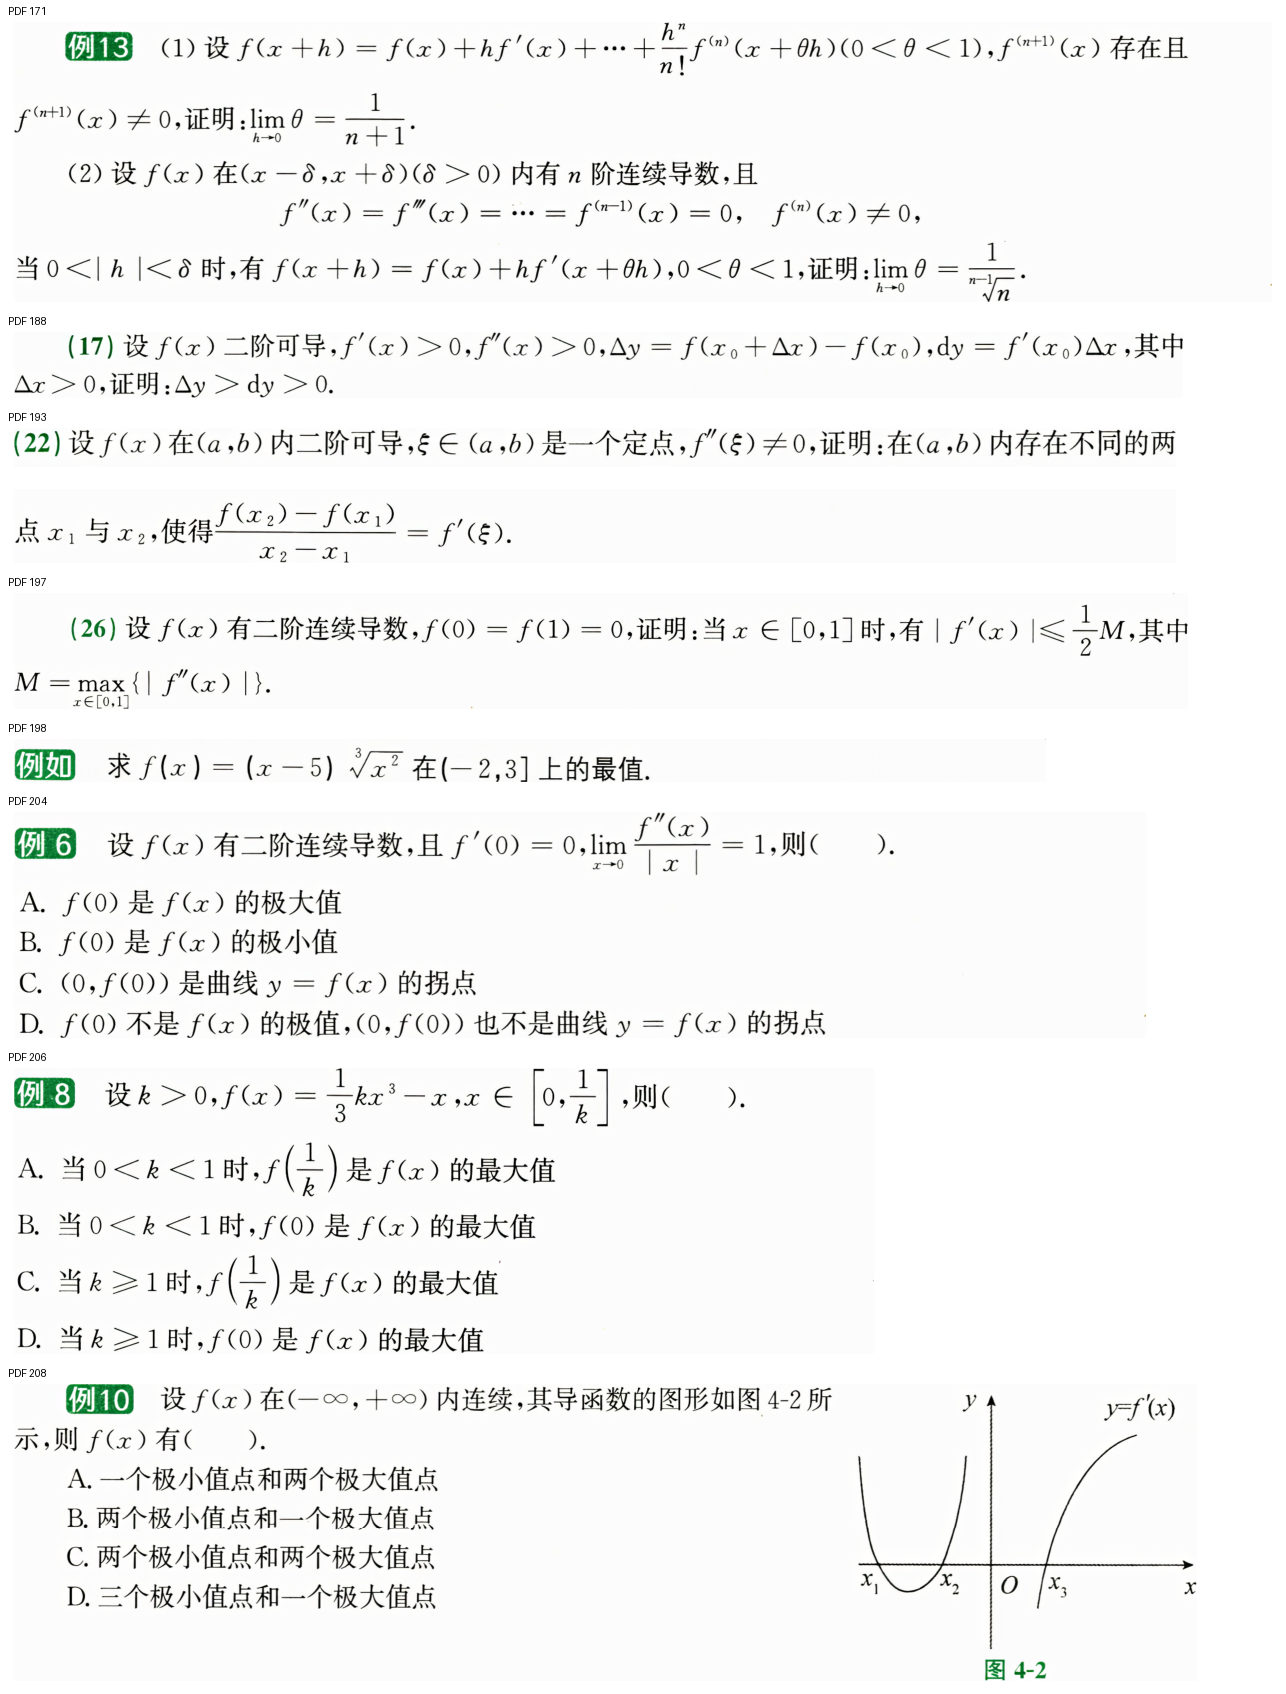 PDF 171
例13 (1) 设 f(x+h) = f(x)+hf′(x)+⋯+\frac{h^n}{n!}f^{(n)}(x+θh)(0<θ<1),f^{(n+1)}(x) 存在且
f^{(n+1)}(x)≠0,证明:\lim_{h→0}θ = \frac{1}{n+1}.
(2) 设 f(x) 在(x-δ,x+δ)(δ>0) 内有 n 阶连续导数,且
f″(x) = f‴(x) = ⋯ = f^{(n-1)}(x) = 0, f^{(n)}(x)≠0,
当 0<|h|<δ 时,有 f(x+h) = f(x)+hf′(x+θh),0<θ<1,证明:\lim_{h→0}θ = \frac{1}{\sqrt[n-1]{n}}.
PDF 188
(17) 设 f(x) 二阶可导,f′(x)>0,f″(x)>0,Δy = f(x₀+Δx)-f(x₀),dy = f′(x₀)Δx,其中
Δx>0,证明:Δy>dy>0.
PDF 193
(22) 设 f(x) 在(a,b) 内二阶可导,ξ∈(a,b) 是一个定点,f″(ξ)≠0,证明:在(a,b) 内存在不同的两
点 x₁ 与 x₂,使得\frac{f(x₂)-f(x₁)}{x₂-x₁} = f′(ξ).
PDF 197
(26) 设 f(x) 有二阶连续导数,f(0) = f(1) = 0,证明:当 x∈[0,1] 时,有 |f′(x)|≤\frac{1}{2}M,其中
M = \max_{x∈[0,1]}{|f″(x)|}.
PDF 198
例如 求 f(x) = (x-5)\sqrt[3]{x²} 在(-2,3] 上的最值.
PDF 204
例6 设 f(x) 有二阶连续导数,且 f′(0) = 0,\lim_{x→0}\frac{f″(x)}{|x|} = 1,则( ).
A. f(0) 是 f(x) 的极大值
B. f(0) 是 f(x) 的极小值
C. (0,f(0)) 是曲线 y = f(x) 的拐点
D. f(0) 不是 f(x) 的极值,(0,f(0)) 也不是曲线 y = f(x) 的拐点
PDF 206
例8 设 k>0,f(x) = \frac{1}{3}kx³-x,x∈[0,\frac{1}{k}],则( ).
A. 当 0<k<1 时,f(\frac{1}{k}) 是 f(x) 的最大值
B. 当 0<k<1 时,f(0) 是 f(x) 的最大值
C. 当 k≥1 时,f(\frac{1}{k}) 是 f(x) 的最大值
D. 当 k≥1 时,f(0) 是 f(x) 的最大值
PDF 208
例10 设 f(x) 在(-∞,+∞) 内连续,其导函数的图形如图 4-2 所
示,则 f(x) 有( ).
A. 一个极小值点和两个极大值点
B. 两个极小值点和一个极大值点
C. 两个极小值点和两个极大值点
D. 三个极小值点和一个极大值点
y
y=f′(x)
x₁ x₂ O x₃ x
图 4-2